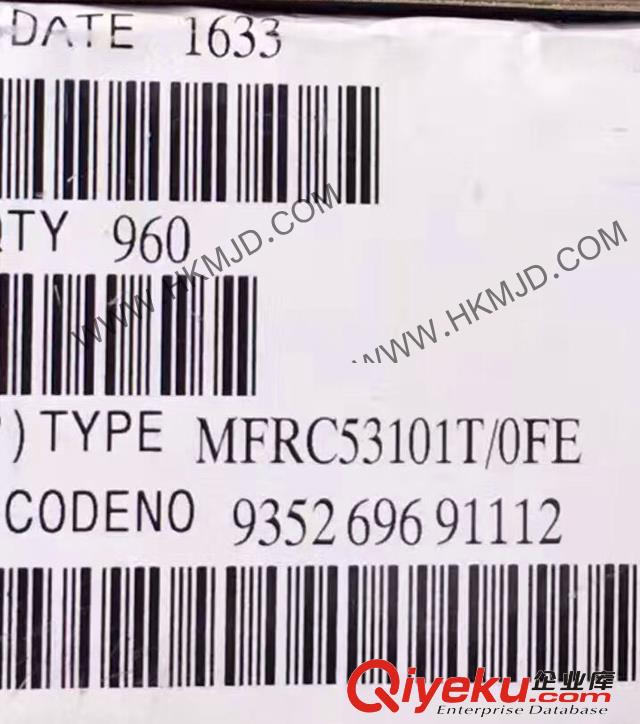 DATE 1633
QTY 960
) TYPE MFRC53101T/0FE
CODENO 9352 696 91112
WWW.HKMJD.COM
WWW.HKMJD.COM
Qiyeku 企业库
Enterprise Database